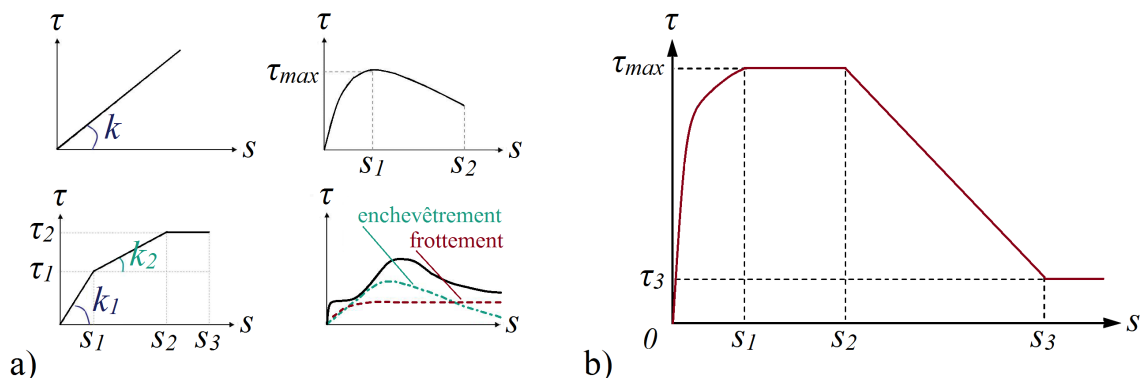 τ
k
s
τ
τmax
s1
s2
s
τ
τ2
τ1
k2
k1
s1
s2
s3
s
enchevêtrement
frottement
s
a)
τ
τmax
τ3
0
s1
s2
s3
s
b)